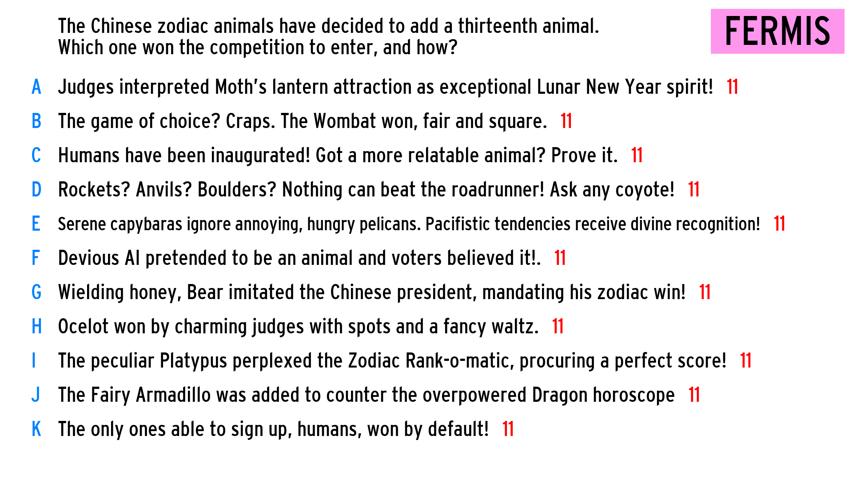 The Chinese zodiac animals have decided to add a thirteenth animal.
Which one won the competition to enter, and how?
FERMIS
A Judges interpreted Moth's lantern attraction as exceptional Lunar New Year spirit! 11
B The game of choice? Craps. The Wombat won, fair and square. 11
C Humans have been inaugurated! Got a more relatable animal? Prove it. 11
D Rockets? Anvils? Boulders? Nothing can beat the roadrunner! Ask any coyote! 11
E Serene capybaras ignore annoying, hungry pelicans. Pacifistic tendencies receive divine recognition! 11
F Devious AI pretended to be an animal and voters believed it!. 11
G Wielding honey, Bear imitated the Chinese president, mandating his zodiac win! 11
H Ocelot won by charming judges with spots and a fancy waltz. 11
I The peculiar Platypus perplexed the Zodiac Rank-o-matic, procuring a perfect score! 11
J The Fairy Armadillo was added to counter the overpowered Dragon horoscope 11
K The only ones able to sign up, humans, won by default! 11